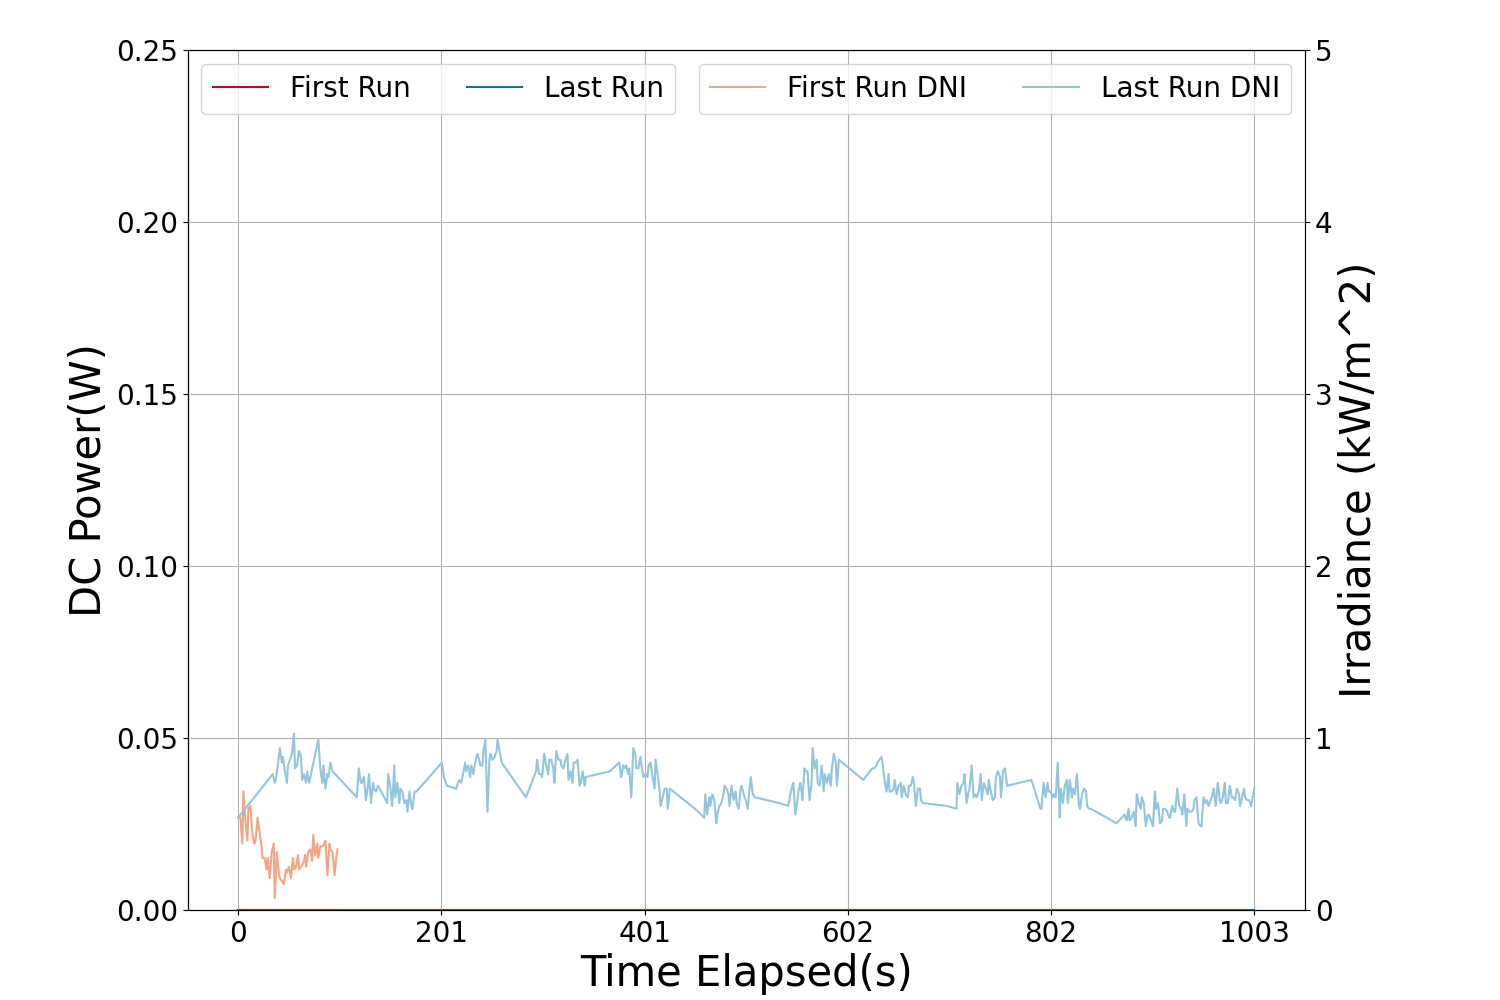 First Run
Last Run
First Run DNI
Last Run DNI
0.25
0.20
0.15
0.10
0.05
0.00
DC Power(W)
5
4
3
2
1
0
Irradiance (kW/m^2)
0
201
401
602
802
1003
Time Elapsed(s)